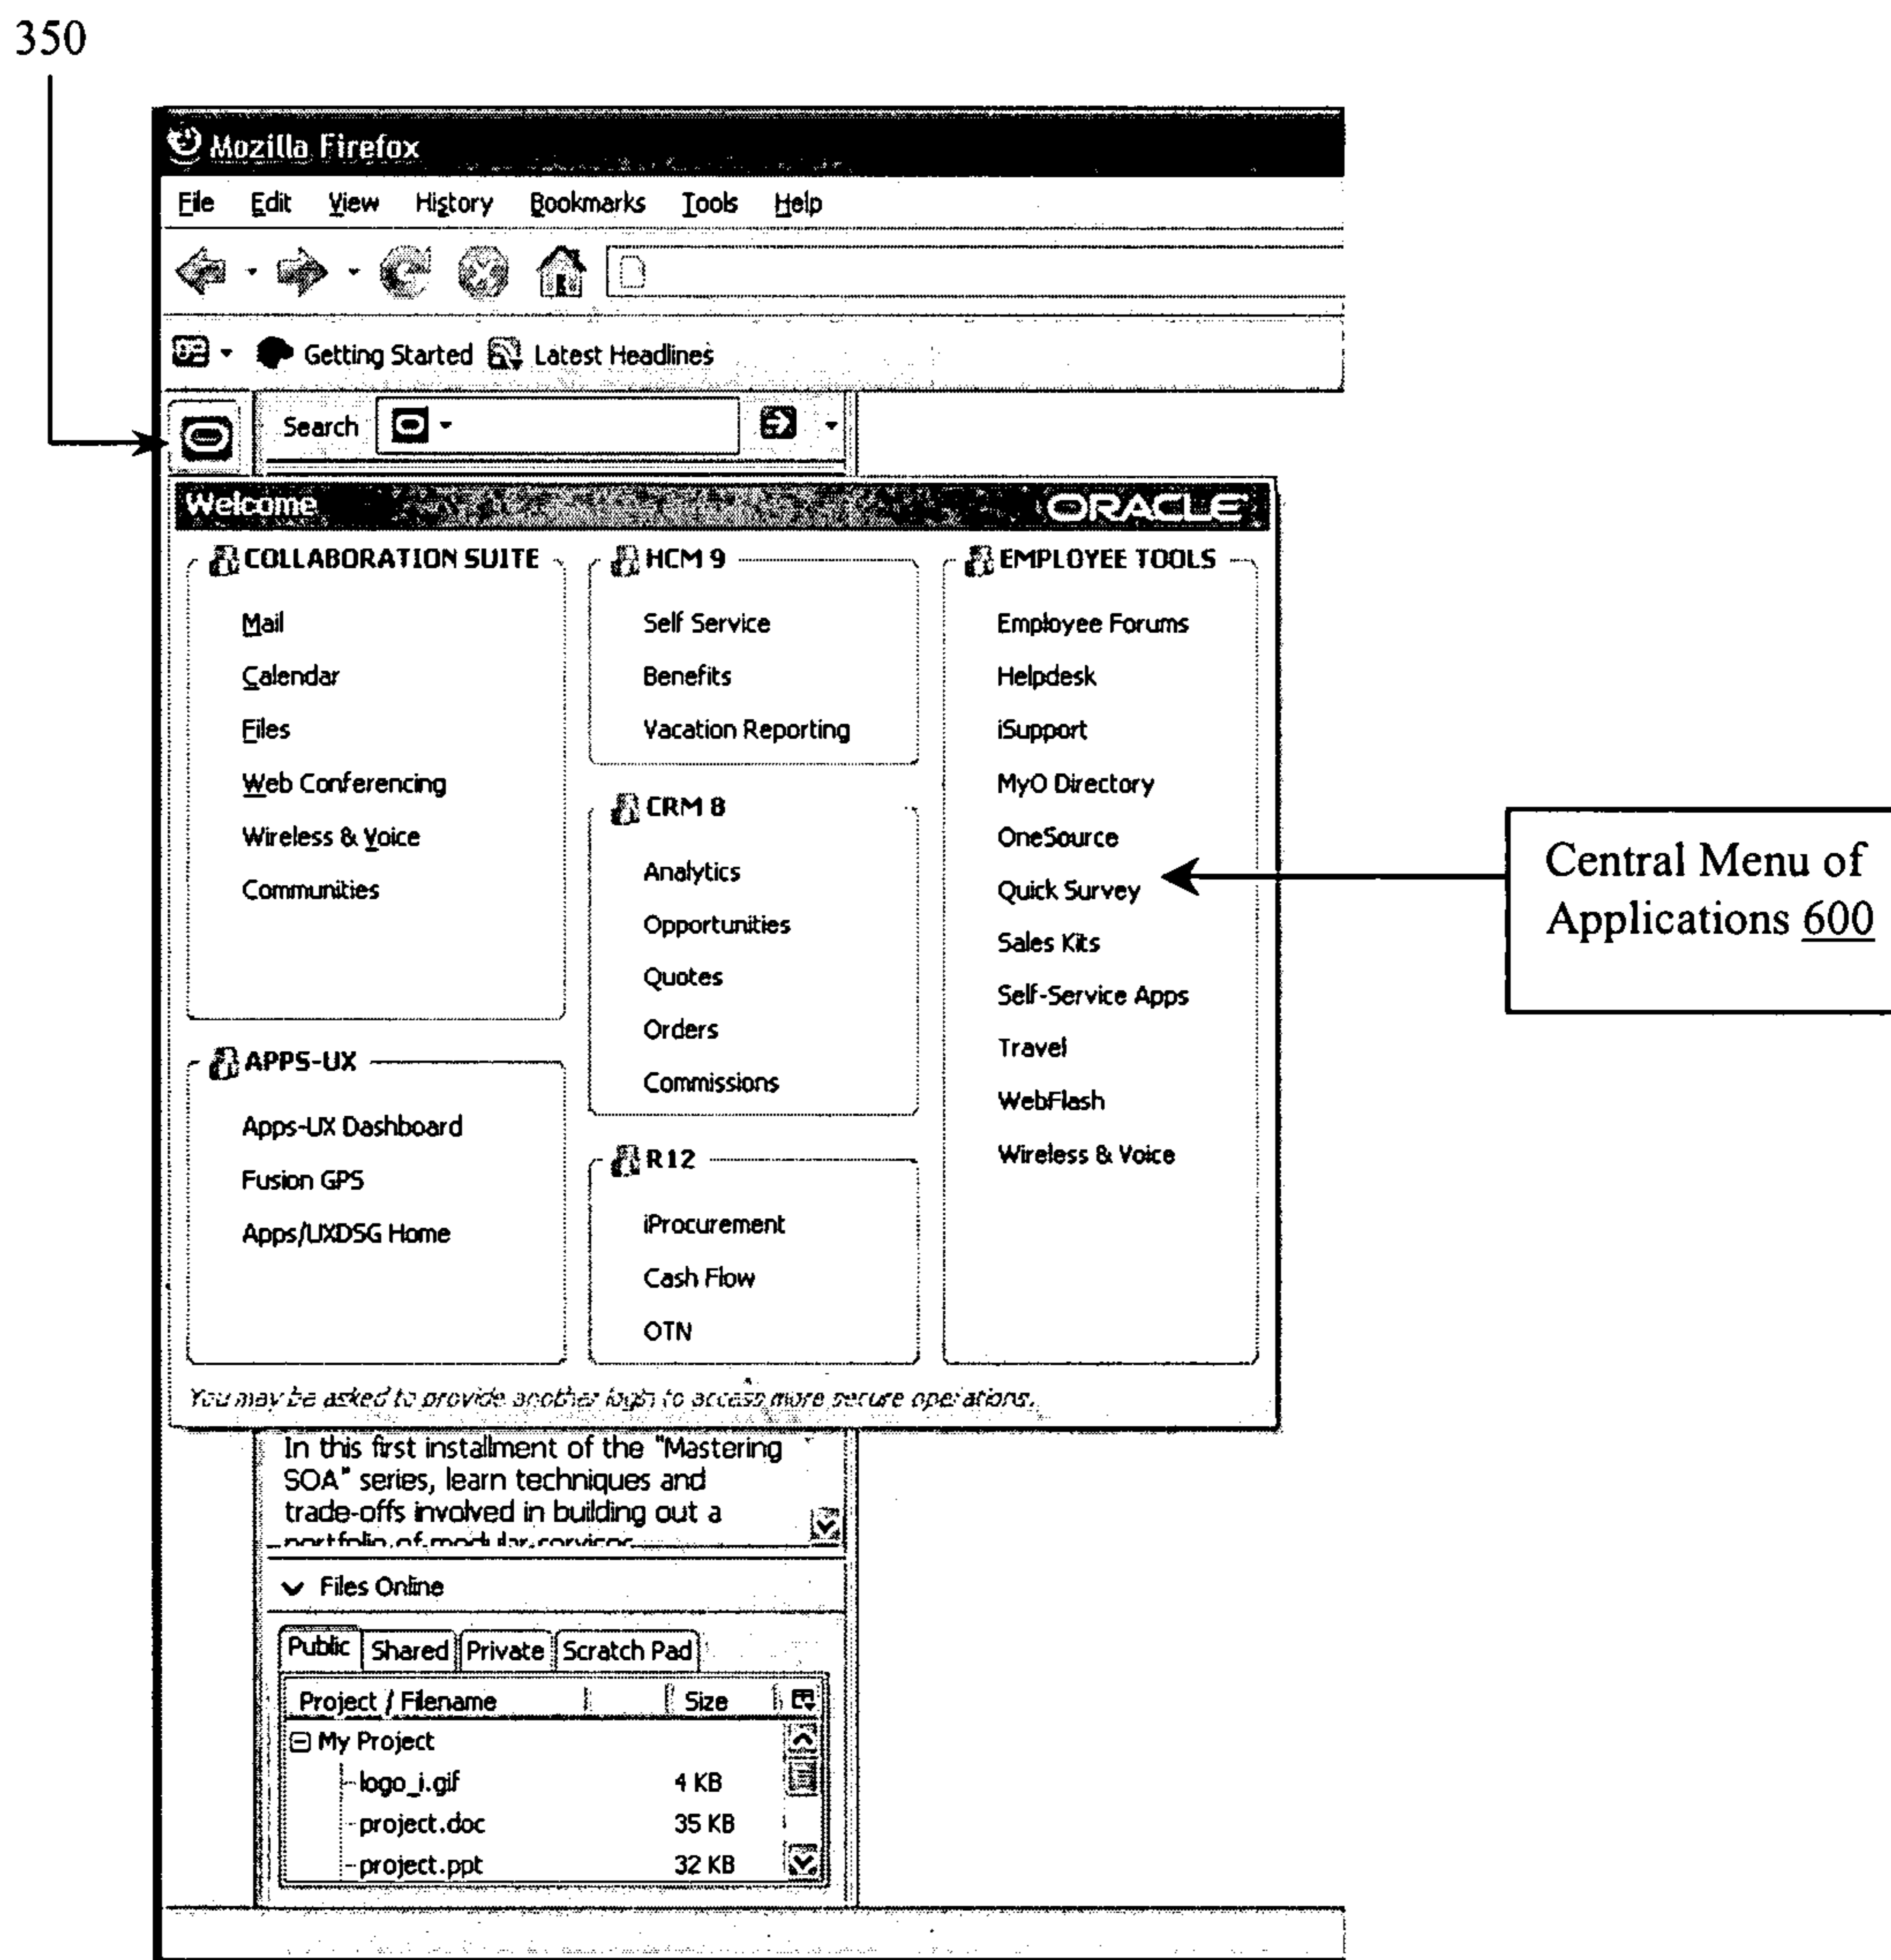 350
Mozilla Firefox
File Edit View History Bookmarks Tools Help
Getting Started Latest Headlines
Search
Welcome ORACLE
COLLABORATION SUITE
Mail
Calendar
Files
Web Conferencing
Wireless & Voice
Communities
APPS-UX
Apps-UX Dashboard
Fusion GPS
Apps/UXDSG Home
HCM 9
Self Service
Benefits
Vacation Reporting
CRM 8
Analytics
Opportunities
Quotes
Orders
Commissions
R12
iProcurement
Cash Flow
OTN
EMPLOYEE TOOLS
Employee Forums
Helpdesk
iSupport
MyO Directory
OneSource
Quick Survey
Sales Kits
Self-Service Apps
Travel
WebFlash
Wireless & Voice
You may be asked to provide another login to access more secure operations.
Central Menu of
Applications 600
In this first installment of the "Mastering
SOA" series, learn techniques and
trade-offs involved in building out a
portfolio of modular services
Files Online
Public Shared Private Scratch Pad
Project / Filename Size
My Project
logo_i.gif 4 KB
project.doc 35 KB
project.ppt 32 KB